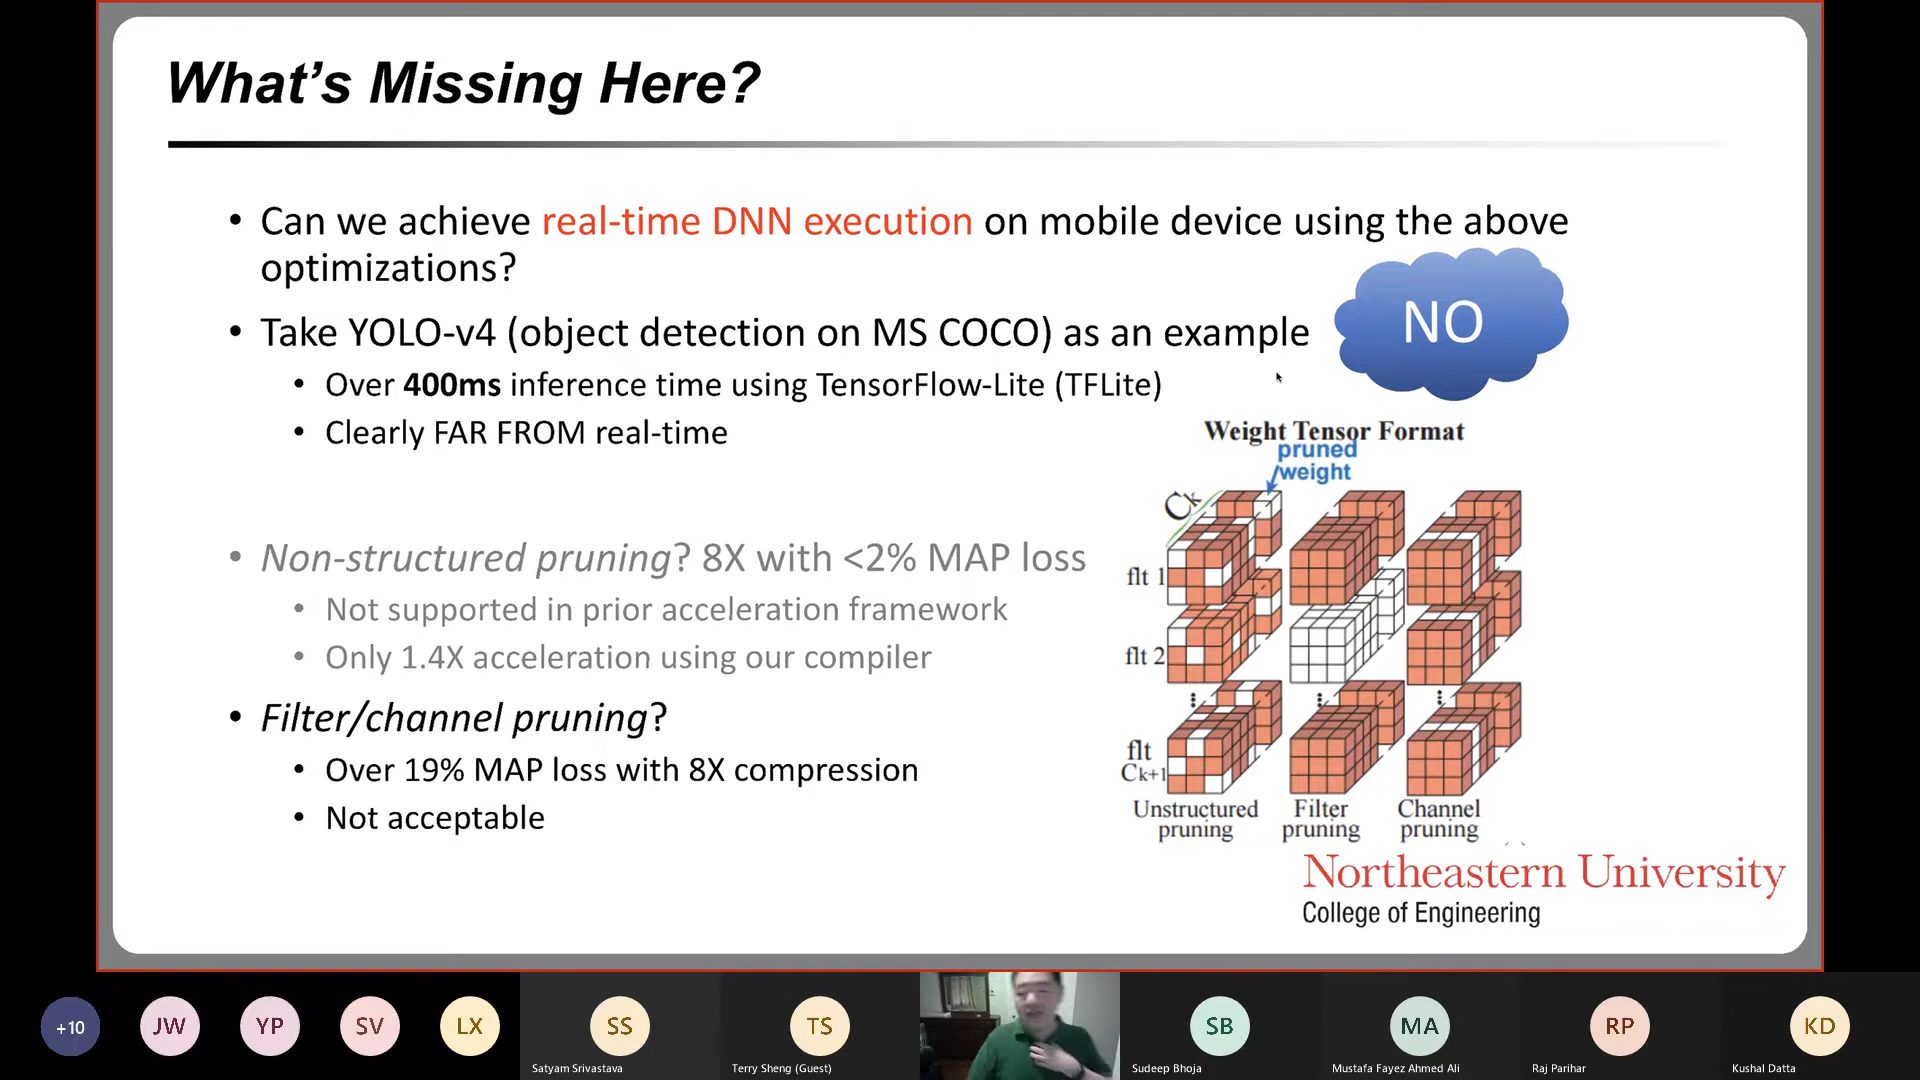 What's Missing Here?
• Can we achieve real-time DNN execution on mobile device using the above
optimizations?
NO
• Take YOLO-v4 (object detection on MS COCO) as an example
• Over 400ms inference time using TensorFlow-Lite (TFLite)
• Clearly FAR FROM real-time
• Non-structured pruning? 8X with <2% MAP loss
• Not supported in prior acceleration framework
• Only 1.4X acceleration using our compiler
• Filter/channel pruning?
• Over 19% MAP loss with 8X compression
• Not acceptable
Weight Tensor Format
pruned
weight
Ck
flt 1
flt 2
flt
Ck+1
Unstructured
pruning
Filter
pruning
Channel
pruning
Northeastern University
College of Engineering
+10
JW
YP
SV
LX
SS
Satyam Srivastava
TS
Terry Sheng (Guest)
SB
Sudeep Bhoja
MA
Mustafa Fayez Ahmed Ali
RP
Raj Parihar
KD
Kushal Datta